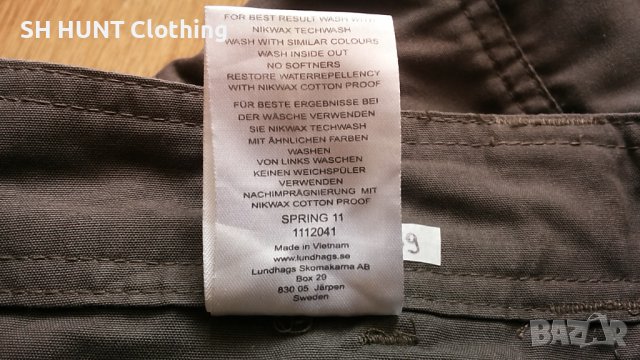 SH HUNT Clothing
FOR BEST RESULT WASH WITH
NIKWAX TECHWASH
WASH WITH SIMILAR COLOURS
WASH INSIDE OUT
NO SOFTNERS
RESTORE WATERREPELLENCY
WITH NIKWAX COTTON PROOF
FÜR BESTE ERGEBNISSE BEI
DER WÄSCHE VERWENDEN
SIE NIKWAX TECHWASH
MIT ÄHNLICHEN FARBEN
WASHEN
VON LINKS WASCHEN
KEINEN WEICHSPÜLER
VERWENDEN
NACHIMPRÄGNIERUNG MIT
NIKWAX COTTON PROOF
SPRING 11
1112041
Made in Vietnam
www.lundhags.se
Lundhags Skomakarna AB
Box 29
830 05 Järpen
Sweden
BAZAR